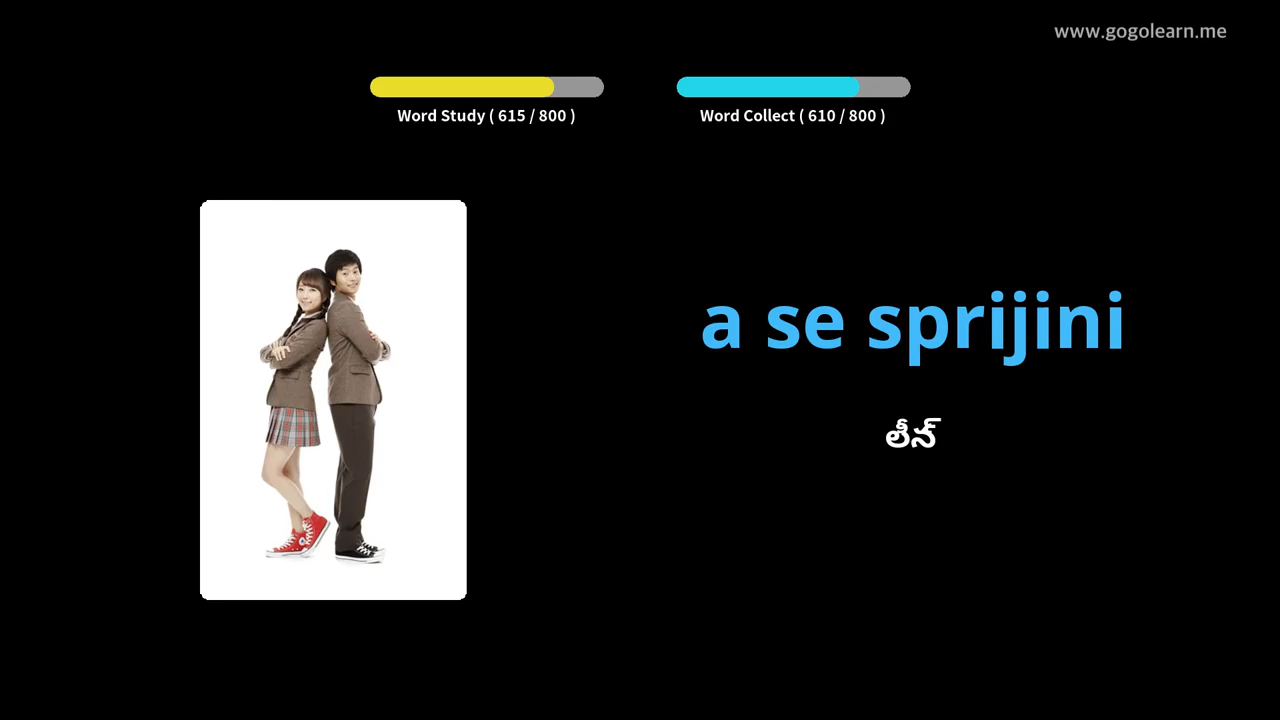 www.gogolearn.me
Word Study ( 615 / 800 )
Word Collect ( 610 / 800 )
a se sprijini
లీన్